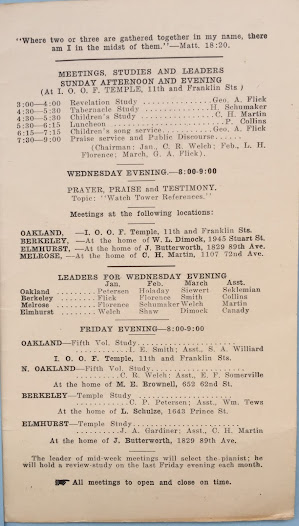 "Where two or three are gathered together in my name, there
am I in the midst of them."—Matt. 18:20.
MEETINGS, STUDIES AND LEADERS
SUNDAY AFTERNOON AND EVENING
(At I. O. O. F. TEMPLE, 11th and Franklin Sts )
3:00—4:00 Revelation Study Geo. A. Flick
4:30—5:30 Tabernacle Study H. Schumaker
4:30—5:30 Children's Study C. H. Martin
5:30—6:15 Luncheon P. Collins
6:15—7:15 Children's song service Geo. A. Flick
7:30—9:00 Praise service and Public Discourse
(Chairman: Jan., C. R. Welch; Feb., L. H.
Florence; March, G. A. Flick).
WEDNESDAY EVENING.—8:00-9:00
PRAYER, PRAISE and TESTIMONY.
Topic: "Watch Tower References."
Meetings at the following locations:
OAKLAND, —I. O. O. F. Temple, 11th and Franklin Sts.
BERKELEY, —At the home of W. L. Dimock, 1945 Stuart St.
ELMHURST, —At home of J. Butterworth, 1829 89th Ave.
MELROSE, —At home of C. H. Martin, 1107 72nd Ave.
LEADERS FOR WEDNESDAY EVENING
Jan. Feb. March Asst.
Oakland Petersen Hobday Siewert Seklemian
Berkeley Flick Florence Smith Collins
Melrose Florence Schumaker Welch Martin
Elmhurst Welch Shaw Dimock Canady
FRIDAY EVENING—8:00-9:00
OAKLAND—Fifth Vol. Study
I. E. Smith; Asst., S. A. Williard
I. O. O. F. Temple, 11th and Franklin Sts.
N. OAKLAND—Fifth Vol. Study
C. R. Welch; Asst., E. F. Somerville
At the home of M. E. Brownell, 652 62nd St.
BERKELEY—Temple Study
C. P. Petersen; Asst., Wm. Tews
At the home of L. Schulze, 1643 Prince St.
ELMHURST—Temple Study
J. A. Gardiner; Asst., C. H. Martin
At the home of J. Butterworth, 1829 89th Ave.
The leader of mid-week meetings will select the pianist; he
will hold a review-study on the last Friday evening each month.
☞ All meetings to open and close on time.